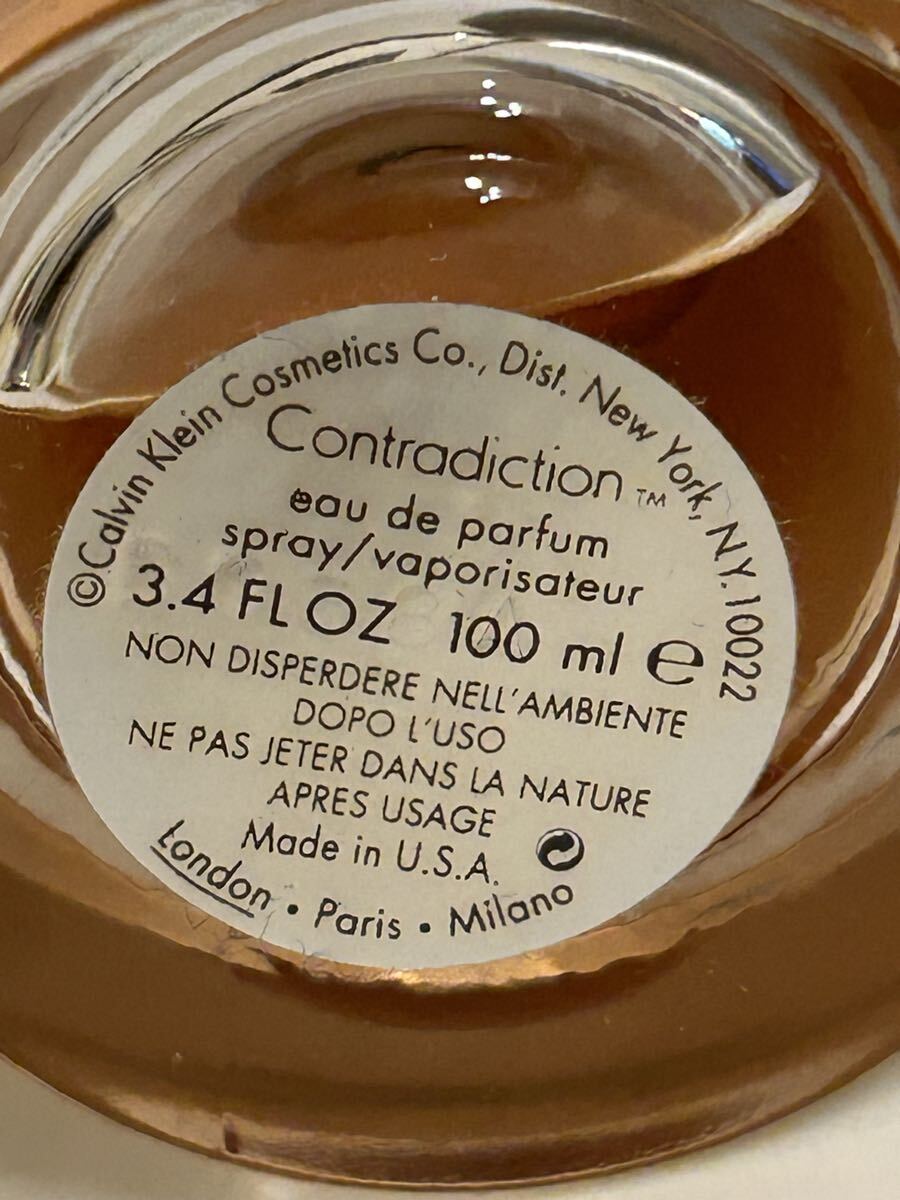 ©Calvin Klein Cosmetics Co., Dist. New York, N.Y. 10022
Contradiction™
eau de parfum
spray/vaporisateur
3.4 FL OZ 100 ml e
NON DISPERDERE NELL'AMBIENTE
DOPO L'USO
NE PAS JETER DANS LA NATURE
APRES USAGE
Made in U.S.A.
London • Paris • Milano